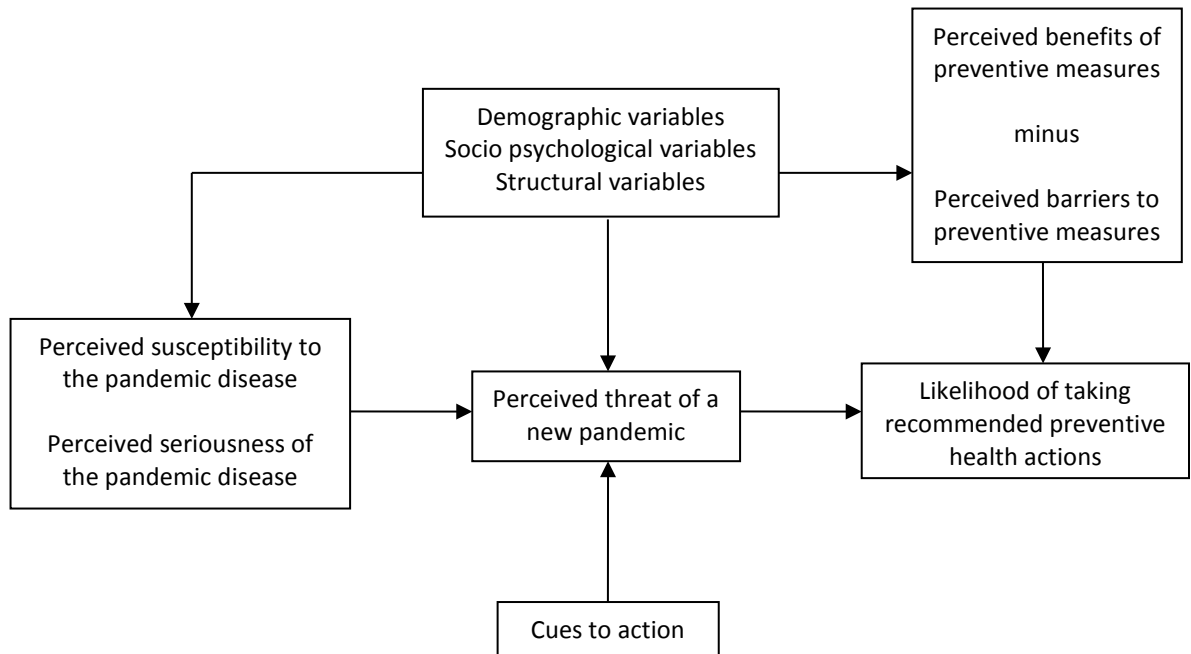 Perceived benefits of
preventive measures
minus
Perceived barriers to
preventive measures
Demographic variables
Socio psychological variables
Structural variables
Perceived susceptibility to
the pandemic disease
Perceived seriousness of
the pandemic disease
Perceived threat of a
new pandemic
Likelihood of taking
recommended preventive
health actions
Cues to action